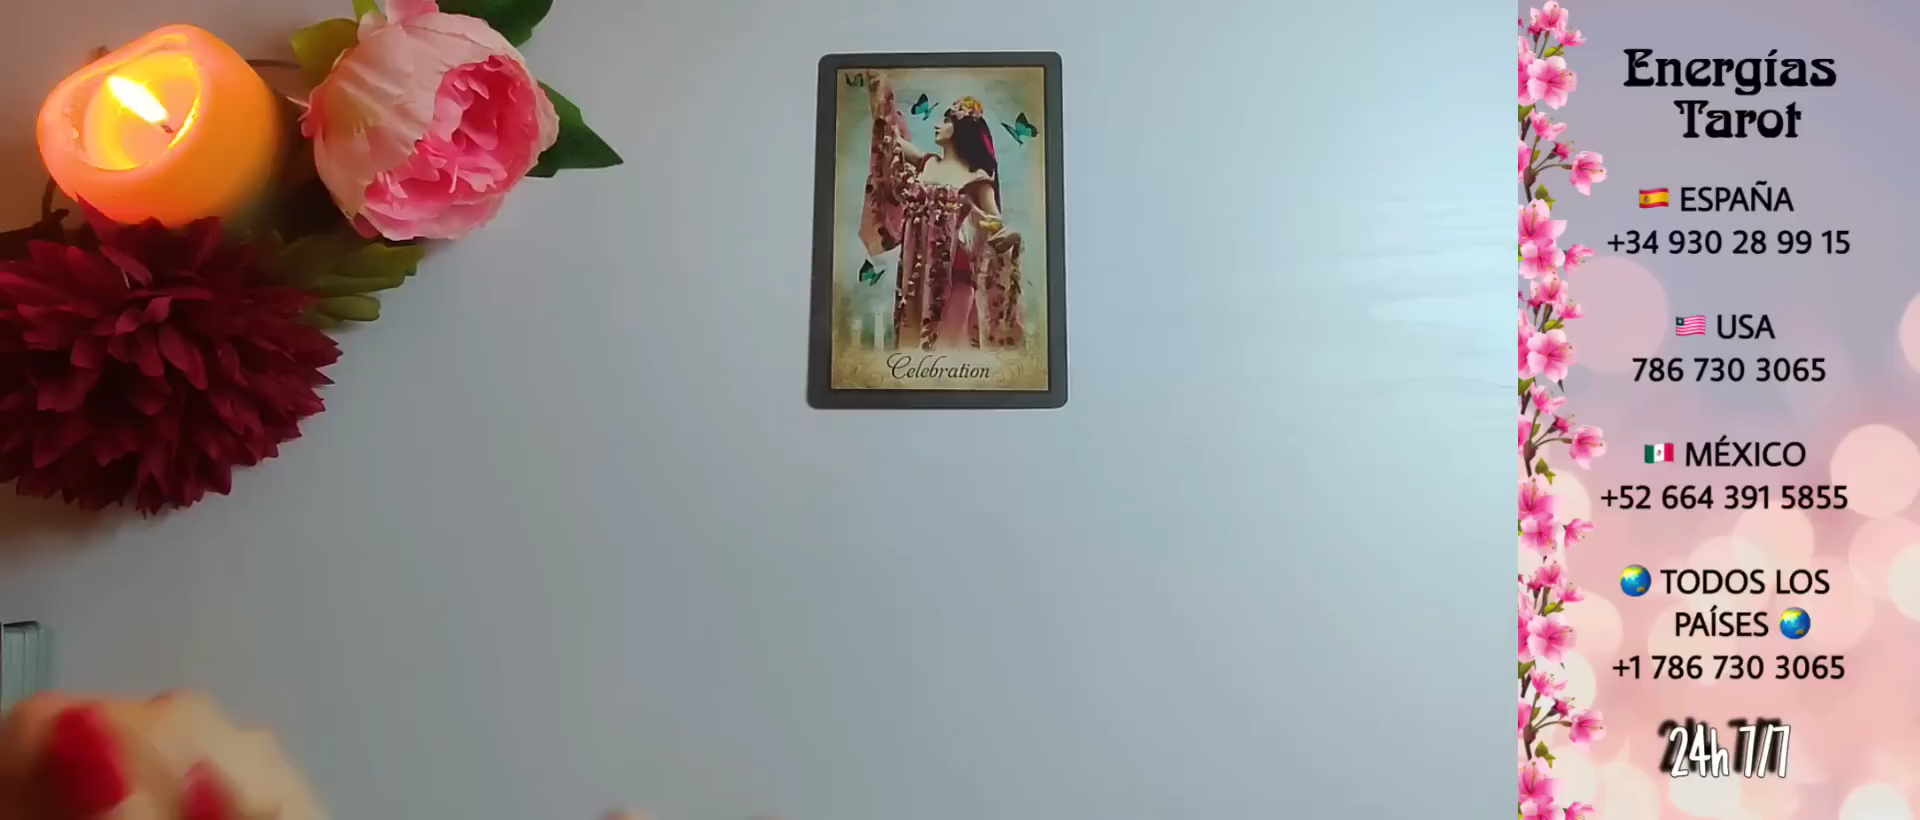 Celebration
Energías
Tarot
🇪🇸 ESPAÑA
+34 930 28 99 15
🇱🇷 USA
786 730 3065
🇲🇽 MÉXICO
+52 664 391 5855
🌏 TODOS LOS
PAÍSES 🌏
+1 786 730 3065
24h 7/7